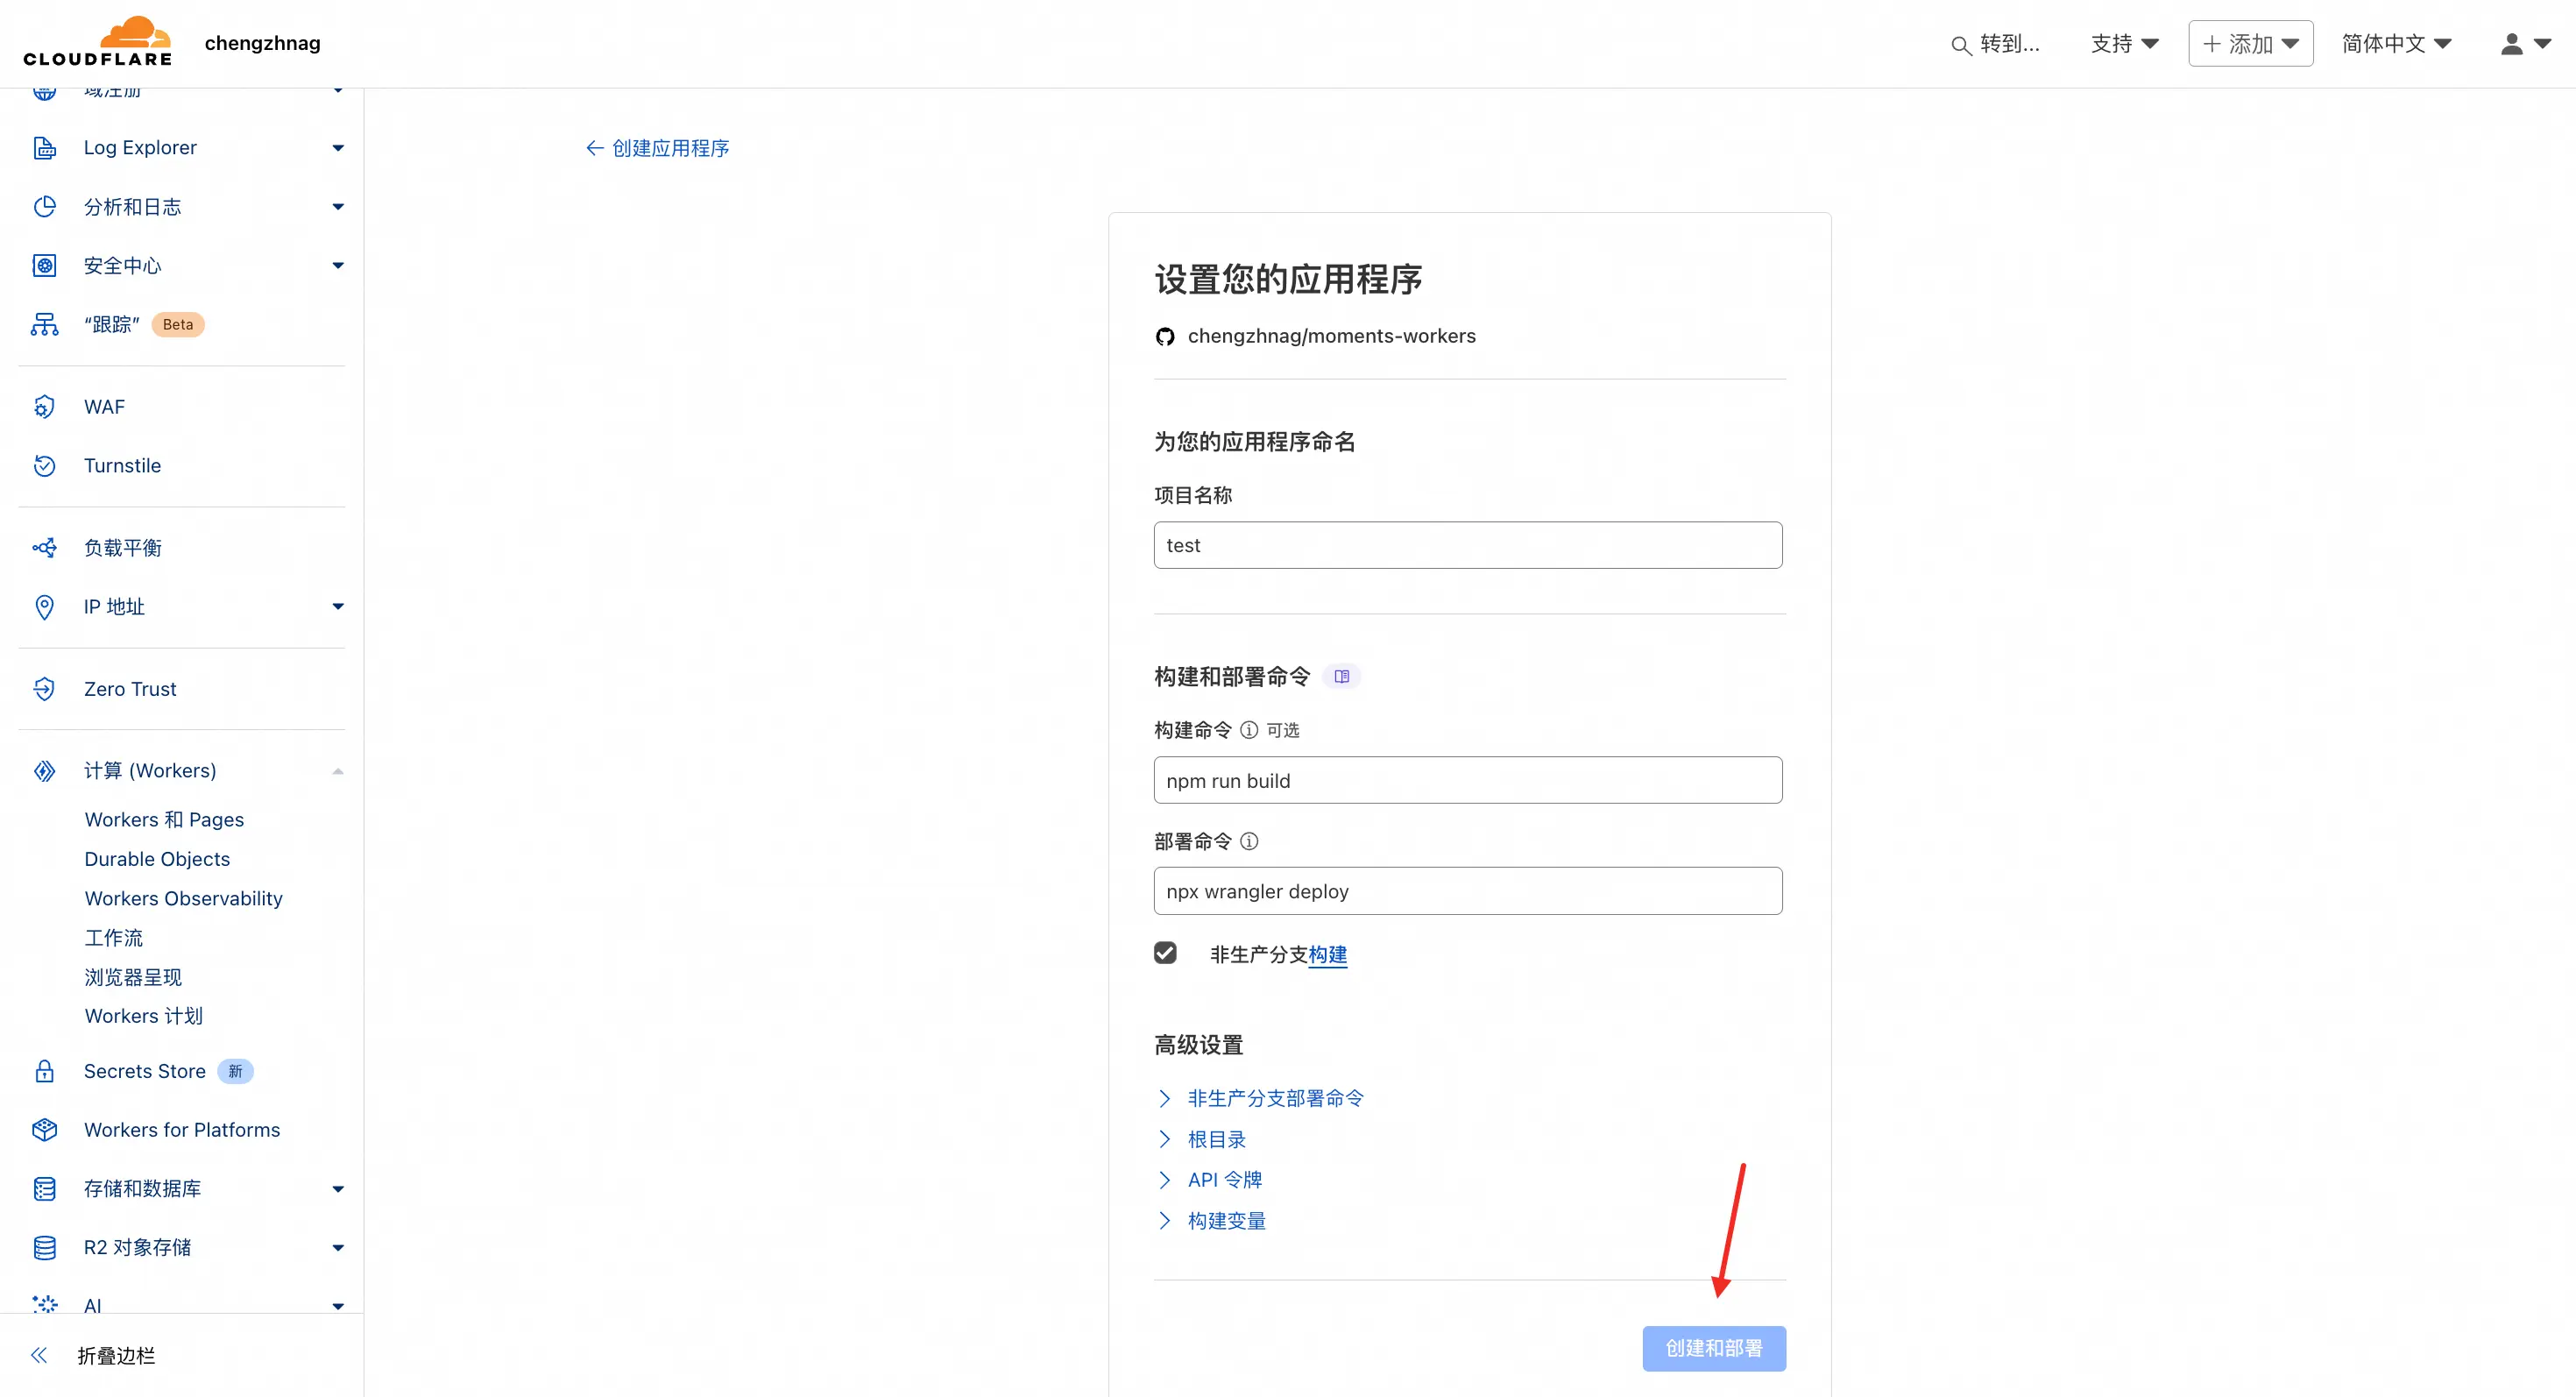 CLOUDFLARE
chengzhnag
转到...
支持
添加
简体中文
域注册
Log Explorer
分析和日志
安全中心
“跟踪” Beta
WAF
Turnstile
负载平衡
IP 地址
Zero Trust
计算 (Workers)
Workers 和 Pages
Durable Objects
Workers Observability
工作流
浏览器呈现
Workers 计划
Secrets Store 新
Workers for Platforms
存储和数据库
R2 对象存储
AI
折叠边栏
创建应用程序
设置您的应用程序
chengzhnag/moments-workers
为您的应用程序命名
项目名称
test
构建和部署命令
构建命令 可选
npm run build
部署命令
npx wrangler deploy
非生产分支构建
高级设置
非生产分支部署命令
根目录
API 令牌
构建变量
创建和部署